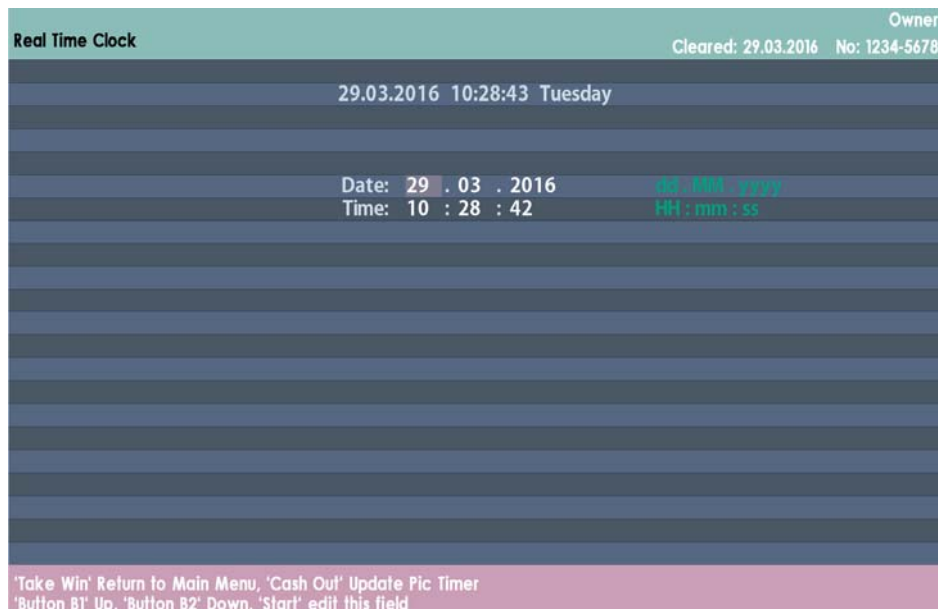 Owner
Real Time Clock
Cleared: 29.03.2016 No: 1234-5678
29.03.2016 10:28:43 Tuesday
Date: 29 . 03 . 2016 dd . MM . yyyy
Time: 10 : 28 : 42 HH : mm : ss
'Take Win' Return to Main Menu, 'Cash Out' Update Pic Timer
'Button B1' Up, 'Button B2' Down, 'Start' edit this field